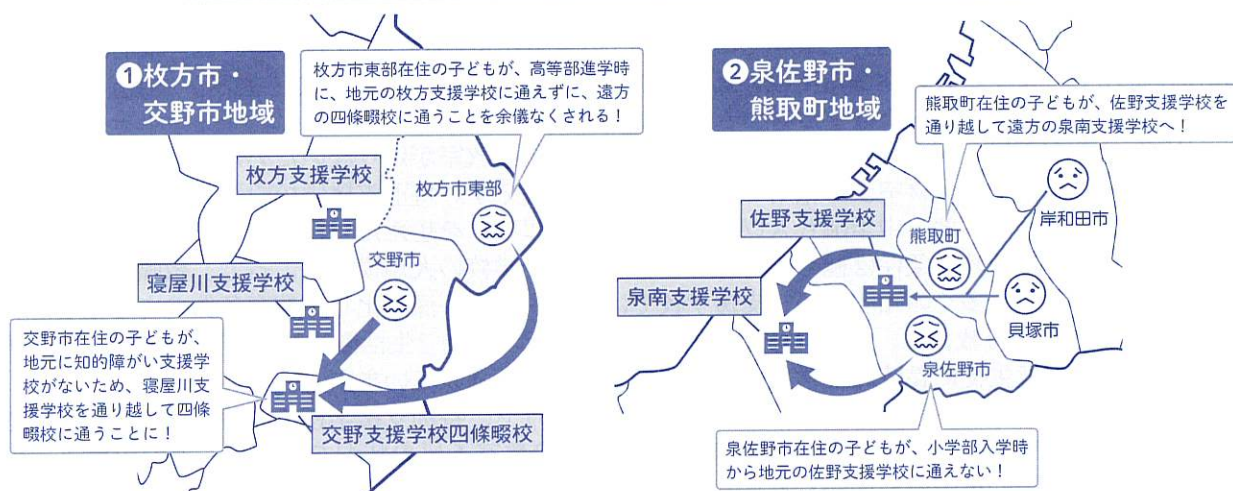 ❶枚方市・
交野市地域
枚方市東部在住の子どもが、高等部進学時
に、地元の枚方支援学校に通えずに、遠方
の四條畷校に通うことを余儀なくされる！
枚方支援学校
枚方市東部
交野市
寝屋川支援学校
交野市在住の子どもが、
地元に知的障がい支援学
校がないため、寝屋川支
援学校を通り越して四條
畷校に通うことに！
交野支援学校四條畷校
❷泉佐野市・
熊取町地域
熊取町在住の子どもが、佐野支援学校を
通り越して遠方の泉南支援学校へ！
佐野支援学校
熊取町
岸和田市
泉南支援学校
貝塚市
泉佐野市
泉佐野市在住の子どもが、小学部入学時
から地元の佐野支援学校に通えない！